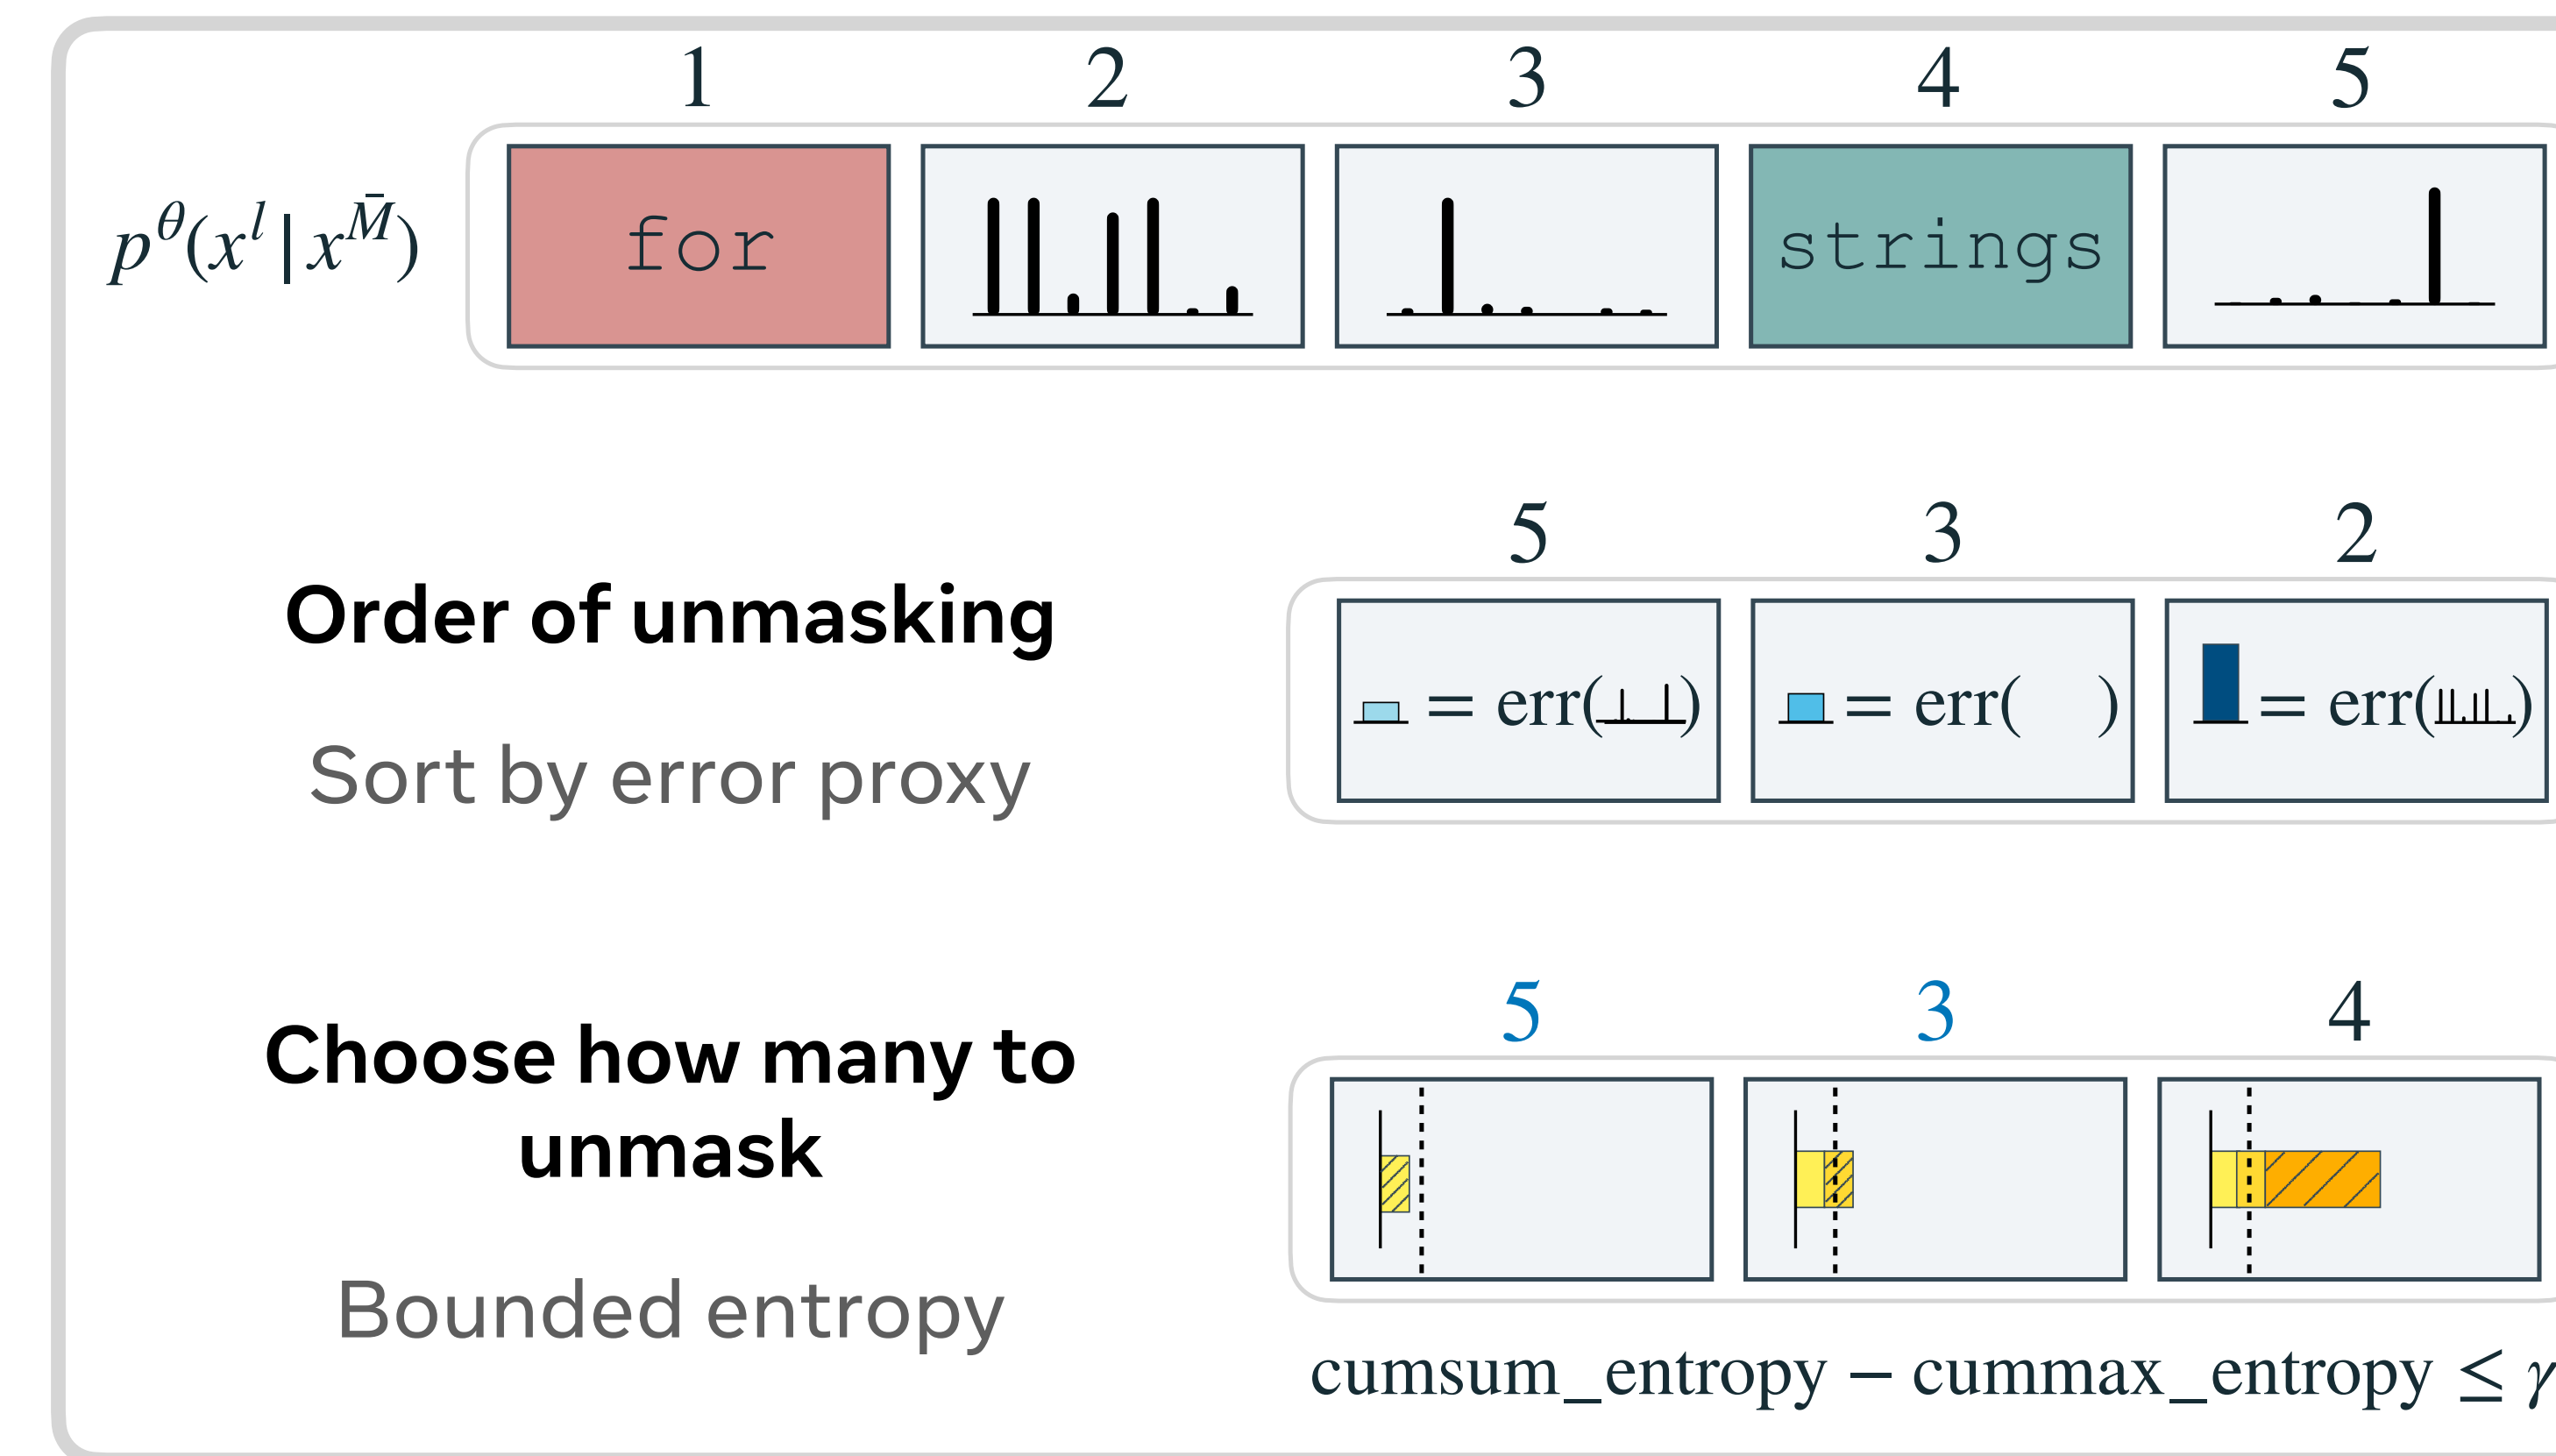 1 2 3 4 5
p^θ(x^l | x^M̄) for strings
5 3 2
Order of unmasking
= err( ) = err( ) = err( )
Sort by error proxy
5 3 4
Choose how many to
unmask
Bounded entropy
cumsum_entropy − cummax_entropy ≤ γ